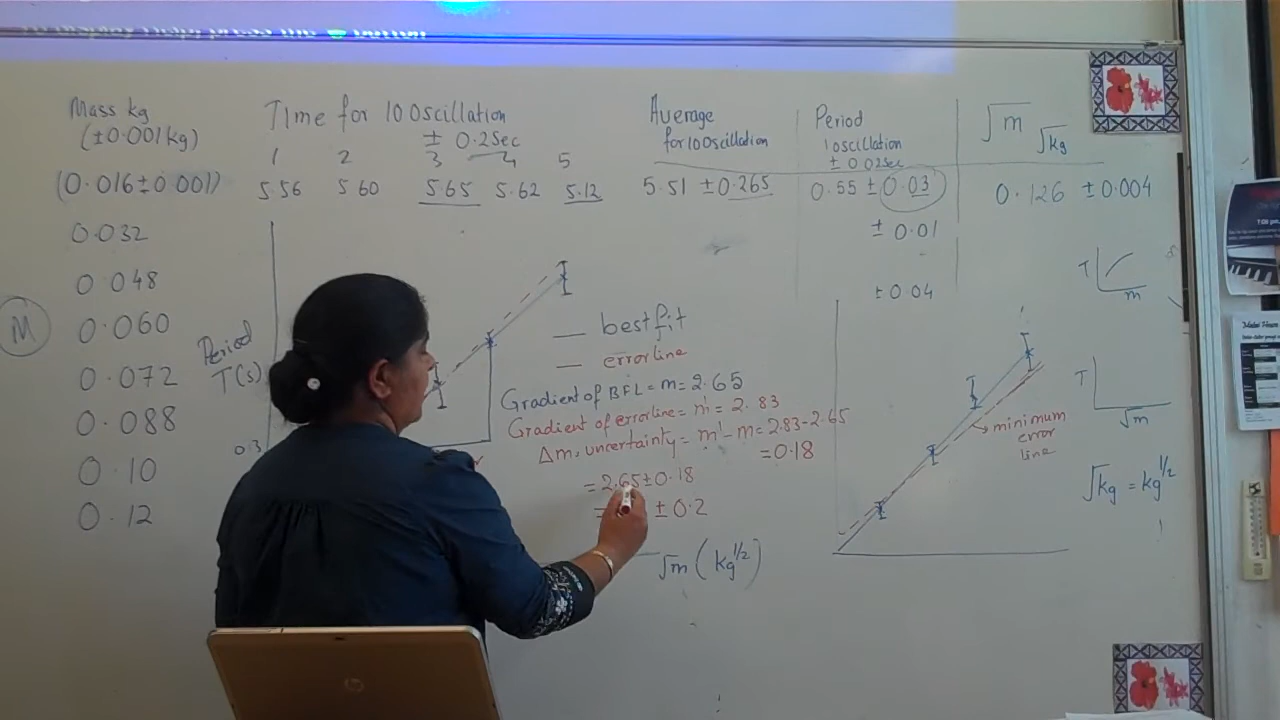 Mass kg
(±0.001kg)
Time for 10 Oscillation
± 0.2Sec
1 2 3 4 5
Average
for 10 Oscillation
Period
1 oscillation
± 0.02sec
√m √kg
(0.016±0.001) 5.56 5.60 5.65 5.62 5.12 5.51 ±0.265 0.55 ±0.03 0.126 ±0.004
0.032
± 0.01
0.048
± 0.04
0.060
0.072
0.088
0.10
0.12
M
Period
T(s)
0.3
best fit
error line
Gradient of BFL = m = 2.65
Gradient of error line = m' = 2.83
Δm, uncertainty = m' - m = 2.83-2.65
= 0.18
= 2.65±0.18
= ± 0.2
√m (kg^1/2)
minimum
error
line
T
m
T
√m
√kg = kg^1/2